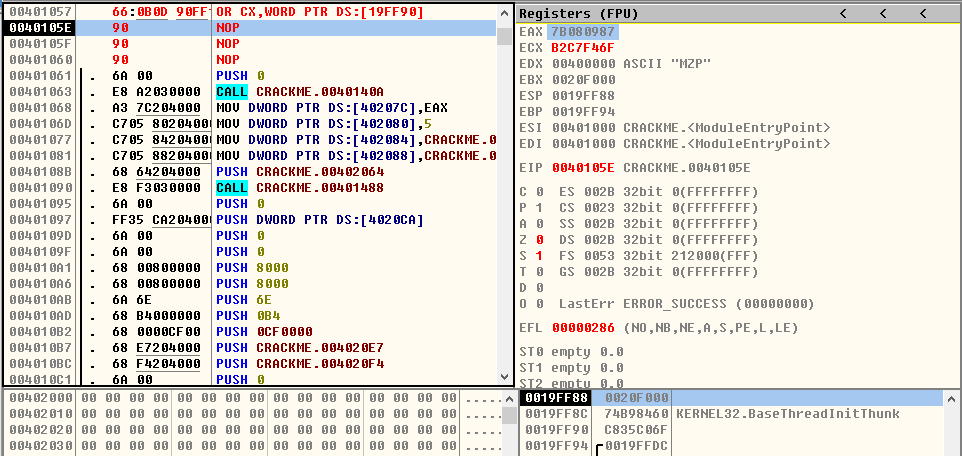 00401057 66:0B0D 90FF OR CX,WORD PTR DS:[19FF90]
0040105E 90 NOP
0040105F 90 NOP
00401060 90 NOP
00401061 . 6A 00 PUSH 0
00401063 . E8 A2030000 CALL CRACKME.0040140A
00401068 . A3 7C204000 MOV DWORD PTR DS:[40207C],EAX
0040106D . C705 80204000 MOV DWORD PTR DS:[402080],5
00401077 . C705 84204000 MOV DWORD PTR DS:[402084],CRACKME.0
00401081 . C705 88204000 MOV DWORD PTR DS:[402088],CRACKME.0
0040108B . 68 64204000 PUSH CRACKME.00402064
00401090 . E8 F3030000 CALL CRACKME.00401488
00401095 . 6A 00 PUSH 0
00401097 . FF35 CA204000 PUSH DWORD PTR DS:[4020CA]
0040109D . 6A 00 PUSH 0
0040109F . 6A 00 PUSH 0
004010A1 . 68 00800000 PUSH 8000
004010A6 . 68 00800000 PUSH 8000
004010AB . 6A 6E PUSH 6E
004010AD . 68 B4000000 PUSH 0B4
004010B2 . 68 0000CF00 PUSH 0CF0000
004010B7 . 68 E7204000 PUSH CRACKME.004020E7
004010BC . 68 F4204000 PUSH CRACKME.004020F4
004010C1 . 6A 00 PUSH 0
Registers (FPU) < < <
EAX 7B080987
ECX B2C7F46F
EDX 00400000 ASCII "MZP"
EBX 0020F000
ESP 0019FF88
EBP 0019FF94
ESI 00401000 CRACKME.<ModuleEntryPoint>
EDI 00401000 CRACKME.<ModuleEntryPoint>
EIP 0040105E CRACKME.0040105E
C 0 ES 002B 32bit 0(FFFFFFFF)
P 1 CS 0023 32bit 0(FFFFFFFF)
A 0 SS 002B 32bit 0(FFFFFFFF)
Z 0 DS 002B 32bit 0(FFFFFFFF)
S 1 FS 0053 32bit 212000(FFF)
T 0 GS 002B 32bit 0(FFFFFFFF)
D 0
O 0 LastErr ERROR_SUCCESS (00000000)
EFL 00000286 (NO,NB,NE,A,S,PE,L,LE)
ST0 empty 0.0
ST1 empty 0.0
ST2 empty 0.0
00402000 00 00 00 00 00 00 00 00 00 00 00 00 00 00 00 00 .....
00402010 00 00 00 00 00 00 00 00 00 00 00 00 00 00 00 00 .....
00402020 00 00 00 00 00 00 00 00 00 00 00 00 00 00 00 00 .....
00402030 00 00 00 00 00 00 00 00 00 00 00 00 00 00 00 00 .....
0019FF88 0020F000
0019FF8C 74B98460 KERNEL32.BaseThreadInitThunk
0019FF90 C835C06F
0019FF94 0019FFDC